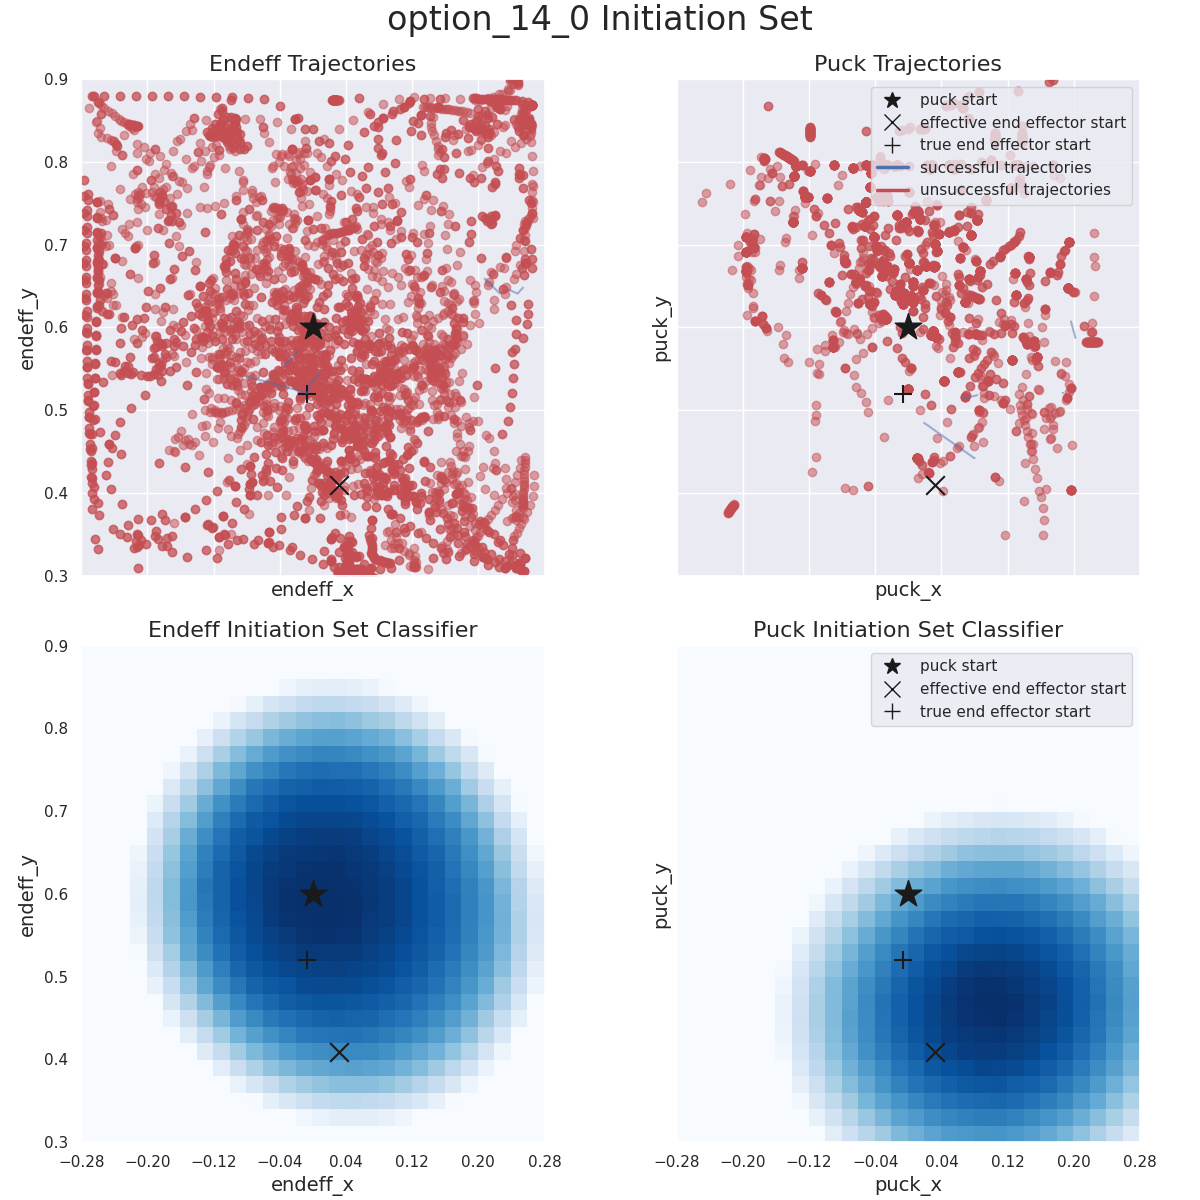 option_14_0 Initiation Set
Endeff Trajectories
0.9
0.8
0.7
0.6
0.5
0.4
0.3
endeff_y
endeff_x
Puck Trajectories
puck start
effective end effector start
true end effector start
successful trajectories
unsuccessful trajectories
puck_y
puck_x
Endeff Initiation Set Classifier
0.9
0.8
0.7
0.6
0.5
0.4
0.3
endeff_y
−0.28 −0.20 −0.12 −0.04 0.04 0.12 0.20 0.28
endeff_x
Puck Initiation Set Classifier
puck start
effective end effector start
true end effector start
puck_y
−0.28 −0.20 −0.12 −0.04 0.04 0.12 0.20 0.28
puck_x